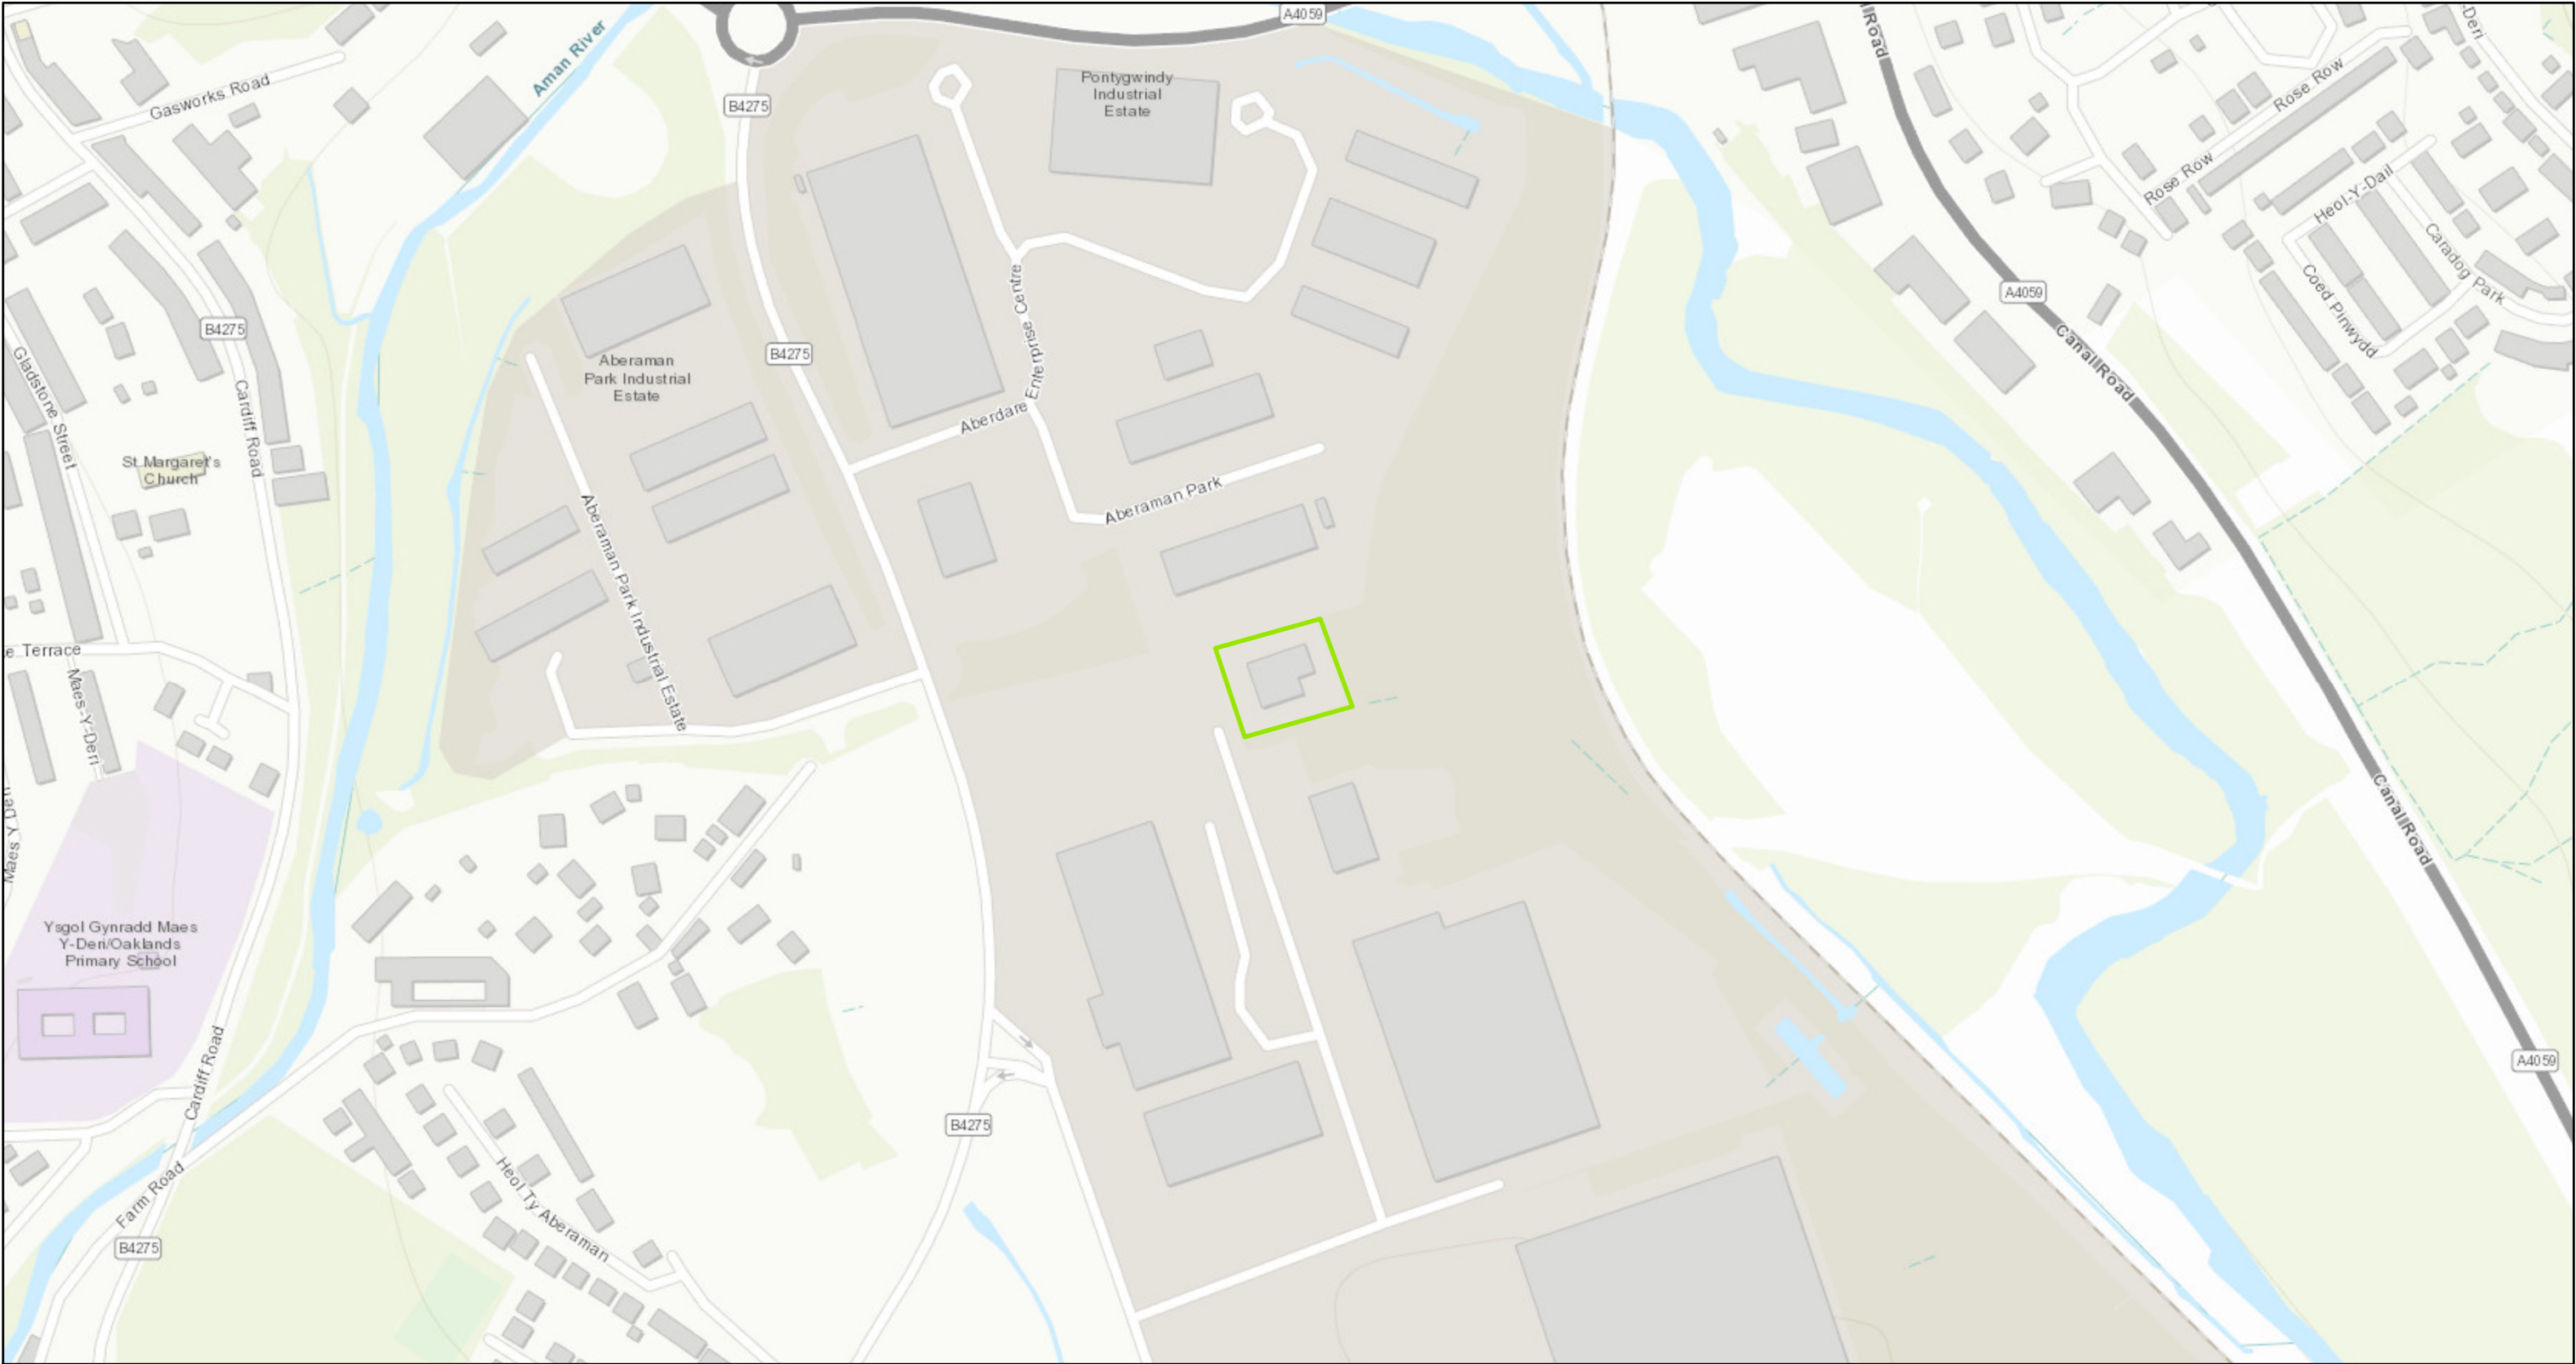 A4059
Aman River
Gasworks Road
B4275
Pontygwindy
Industrial
Estate
Road
Rose Row
Rose Row
Heol-Y-Dail
Caradog Park
Coed Pinwydd
A4059
Canal Road
B4275
B4275
Aberaman
Park Industrial
Estate
Aberdare Enterprise Centre
Gladstone Street
Cardiff Road
St Margaret's
Church
Aberaman Park
Aberaman Park Industrial Estate
e Terrace
Maes-Y-Deri
Canal Road
Ysgol Gynradd Maes
Y-Deri/Oaklands
Primary School
Cardiff Road
A4059
B4275
Farm Road
Heol Ty Aberaman
B4275